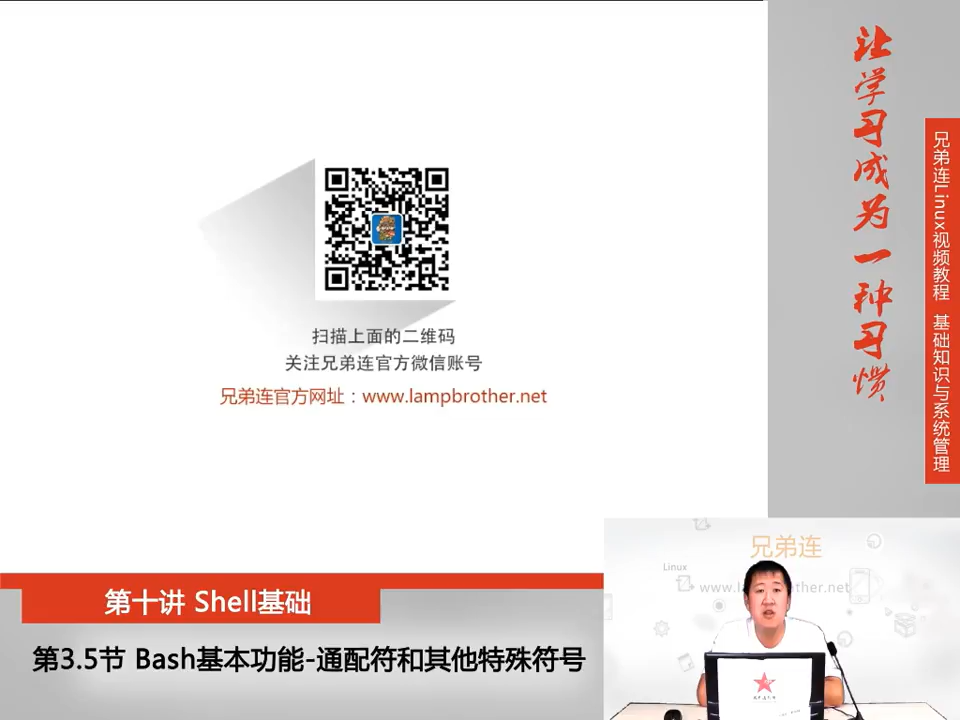 扫描上面的二维码
关注兄弟连官方微信账号
兄弟连官方网址：www.lampbrother.net
让学习成为一种习惯
兄弟连Linux视频教程 基础知识与系统管理
第十讲 Shell基础
第3.5节 Bash基本功能-通配符和其他特殊符号
兄弟连
Linux